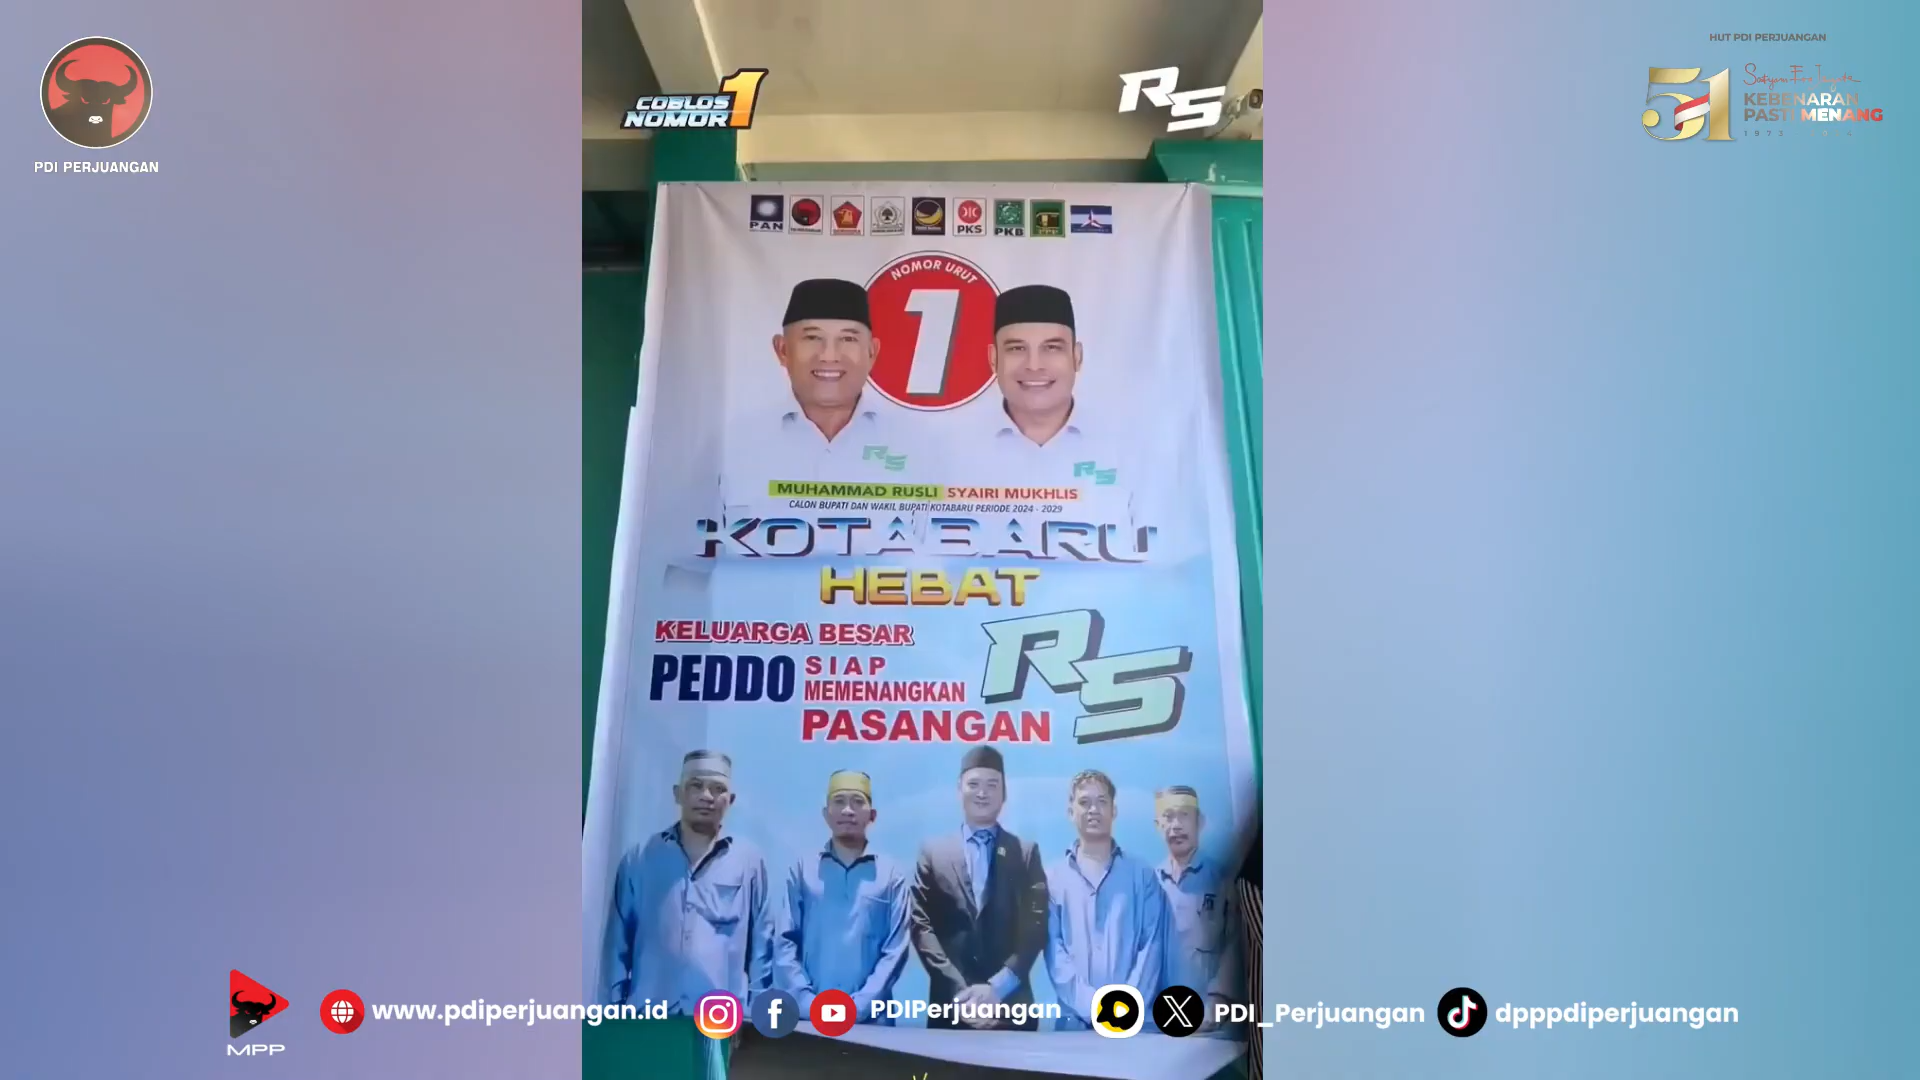 PDI PERJUANGAN
HUT PDI PERJUANGAN
51
KEBENARAN
PASTI MENANG
COBLOS
NOMOR 1
RS
PAN
PKS
PKB
NOMOR URUT
1
RS
RS
MUHAMMAD RUSLI SYAIRI MUKHLIS
CALON BUPATI DAN WAKIL BUPATI KOTABARU PERIODE 2024 - 2029
KOTABARU
HEBAT
KELUARGA BESAR
PEDDO SIAP
MEMENANGKAN
PASANGAN
RS
MPP
www.pdiperjuangan.id
PDIPerjuangan
PDI_Perjuangan
dpppdiperjuangan